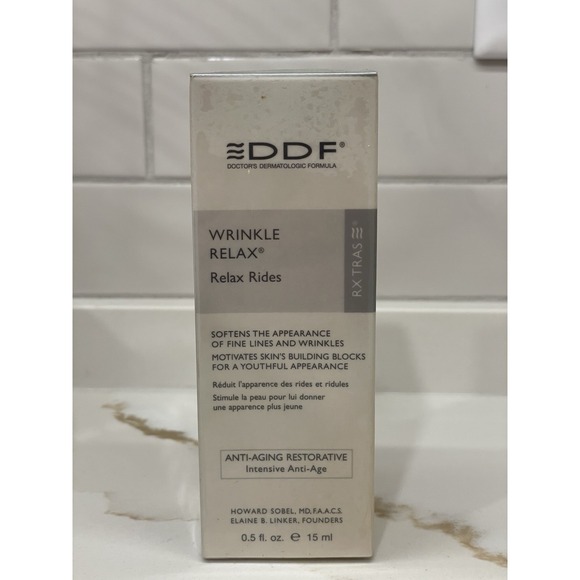 DDF®
DOCTOR'S DERMATOLOGIC FORMULA
WRINKLE
RELAX®
Relax Rides
RX TRAS ®
SOFTENS THE APPEARANCE
OF FINE LINES AND WRINKLES
MOTIVATES SKIN'S BUILDING BLOCKS
FOR A YOUTHFUL APPEARANCE
Réduit l'apparence des rides et ridules
Stimule la peau pour lui donner
une apparence plus jeune
ANTI-AGING RESTORATIVE
Intensive Anti-Age
HOWARD SOBEL, MD, F.A.A.C.S.
ELAINE B. LINKER, FOUNDERS
0.5 fl. oz. e 15 ml